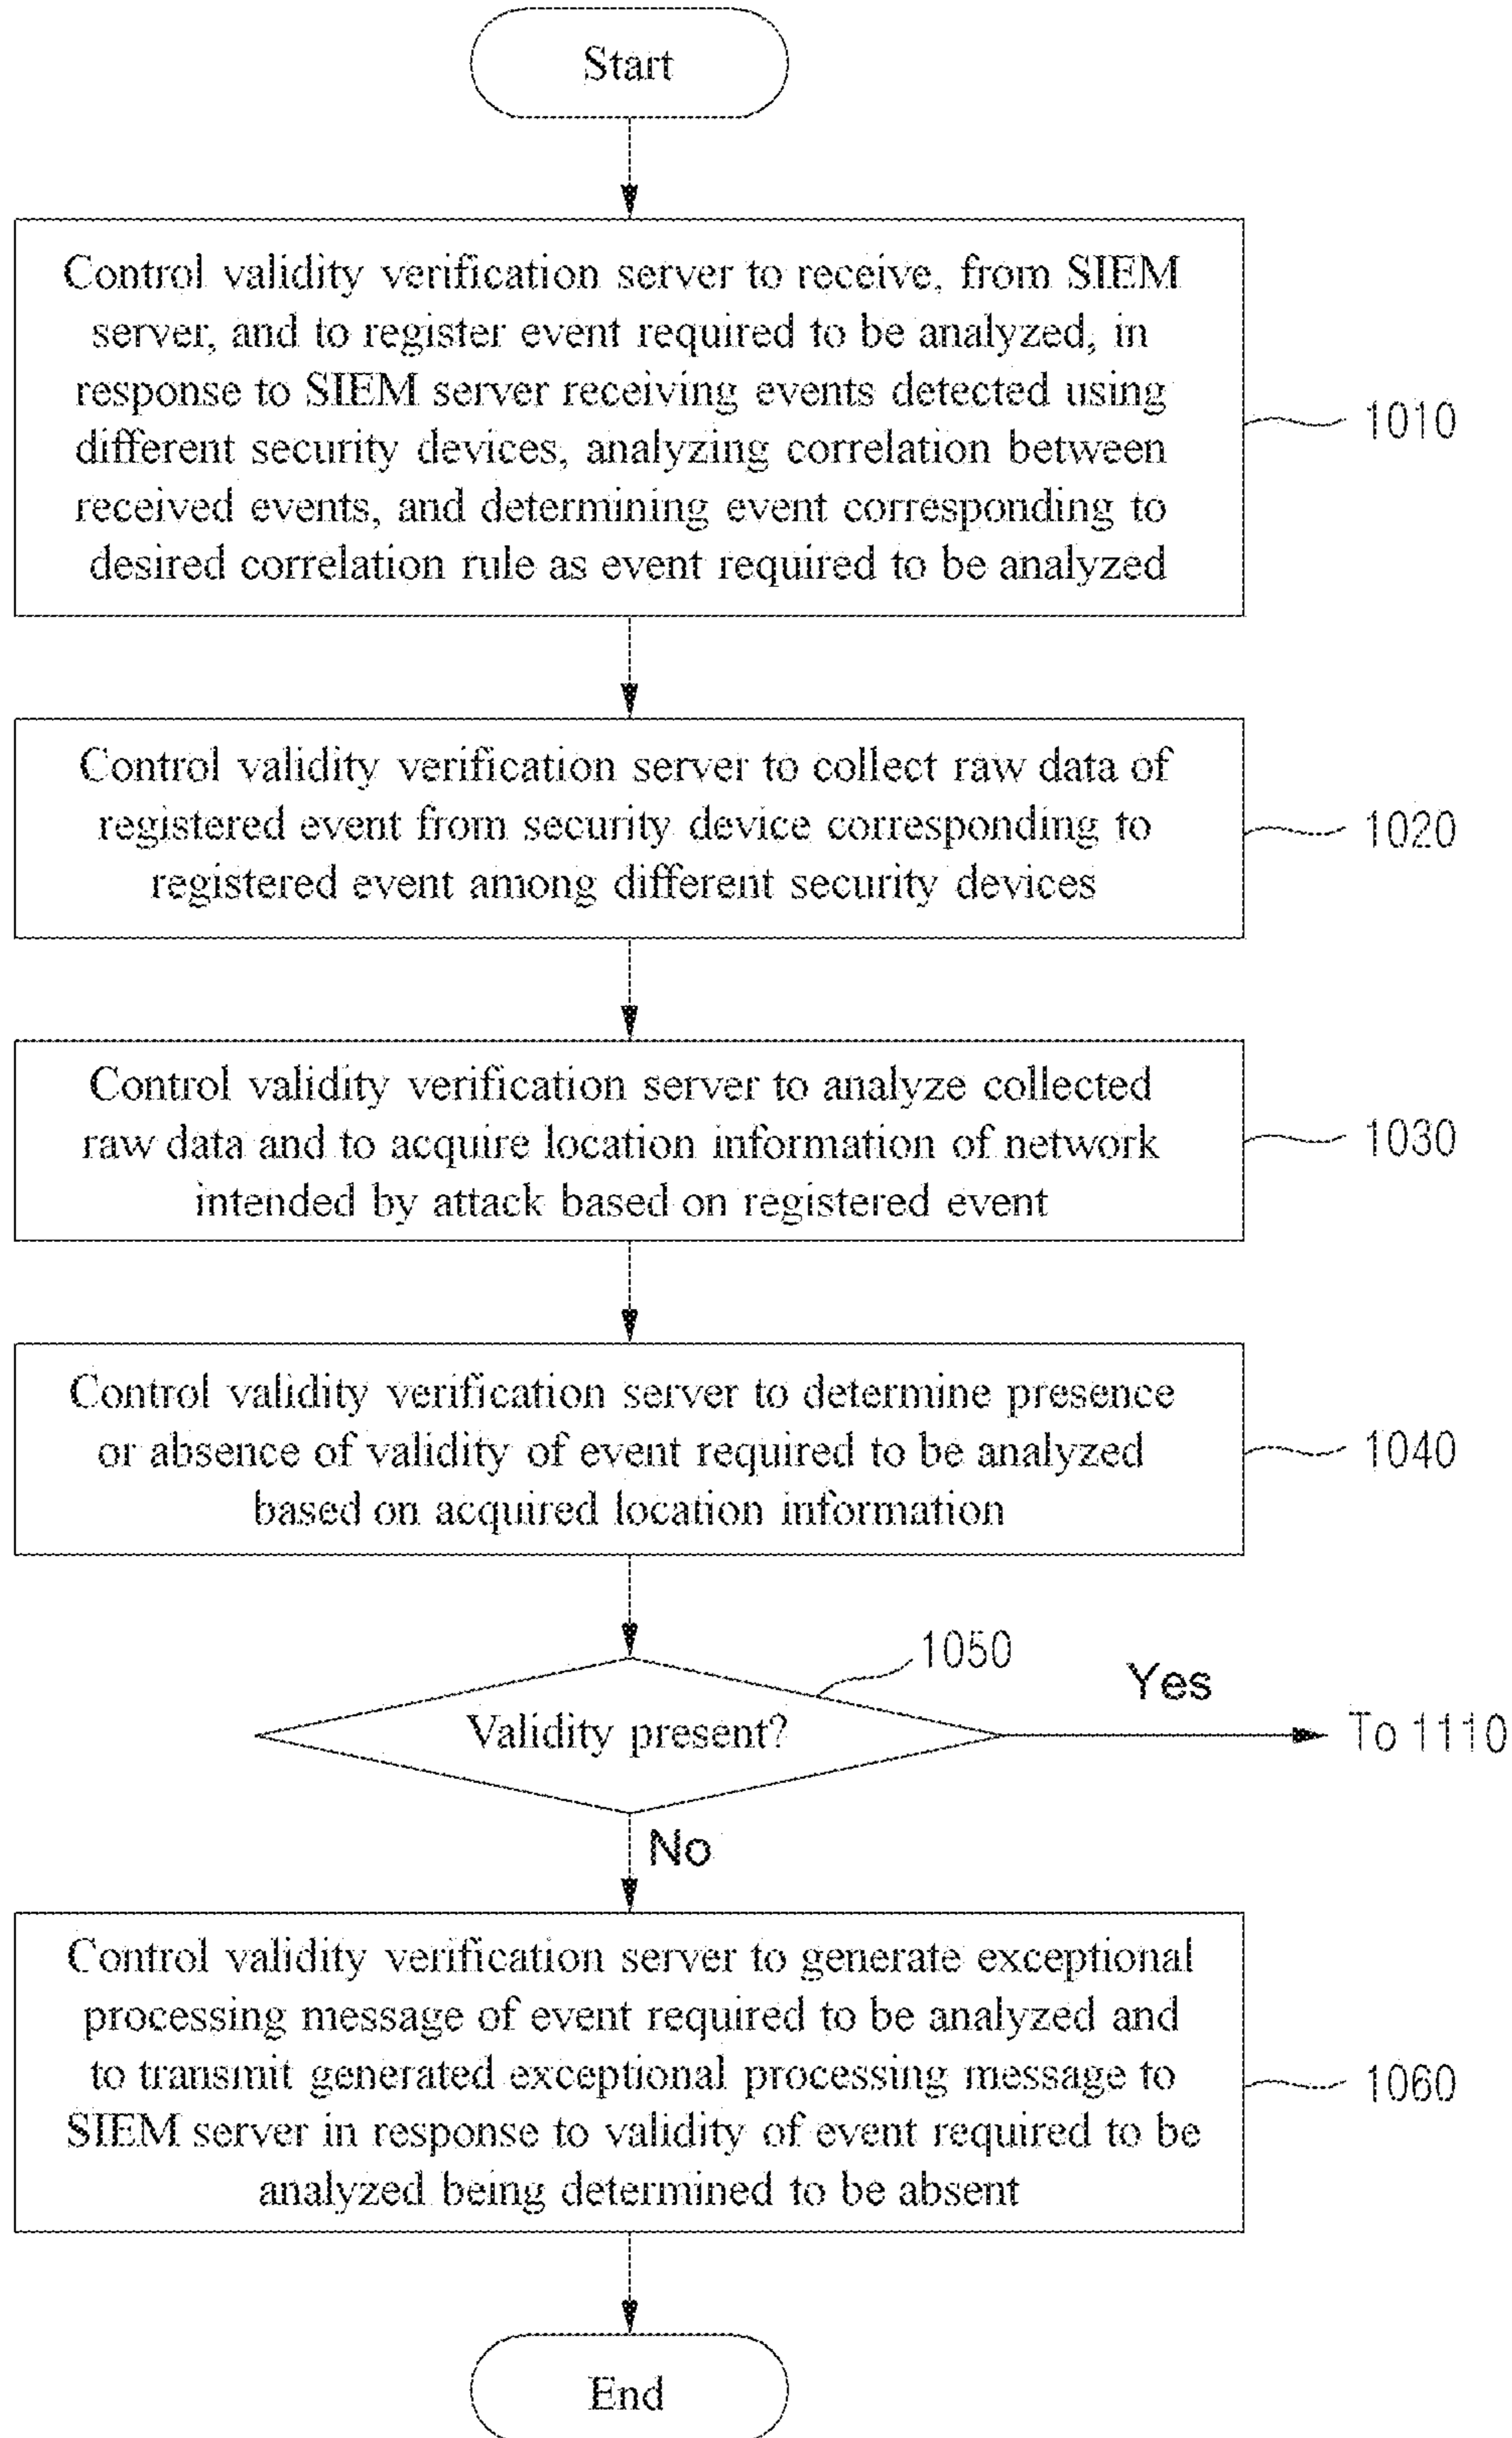 Start
Control validity verification server to receive, from SIEM
server, and to register event required to be analyzed, in
response to SIEM server receiving events detected using
different security devices, analyzing correlation between
received events, and determining event corresponding to
desired correlation rule as event required to be analyzed
1010
Control validity verification server to collect raw data of
registered event from security device corresponding to
registered event among different security devices
1020
Control validity verification server to analyze collected
raw data and to acquire location information of network
intended by attack based on registered event
1030
Control validity verification server to determine presence
or absence of validity of event required to be analyzed
based on acquired location information
1040
1050
Yes
Validity present?
To 1110
No
Control validity verification server to generate exceptional
processing message of event required to be analyzed and
to transmit generated exceptional processing message to
SIEM server in response to validity of event required to be
analyzed being determined to be absent
1060
End